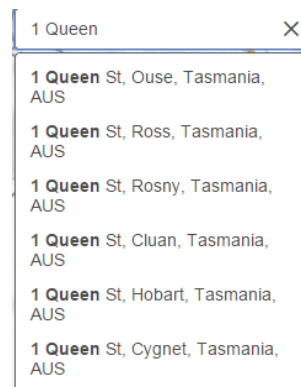 1 Queen
1 Queen St, Ouse, Tasmania,
AUS
1 Queen St, Ross, Tasmania,
AUS
1 Queen St, Rosny, Tasmania,
AUS
1 Queen St, Cluan, Tasmania,
AUS
1 Queen St, Hobart, Tasmania,
AUS
1 Queen St, Cygnet, Tasmania,
AUS